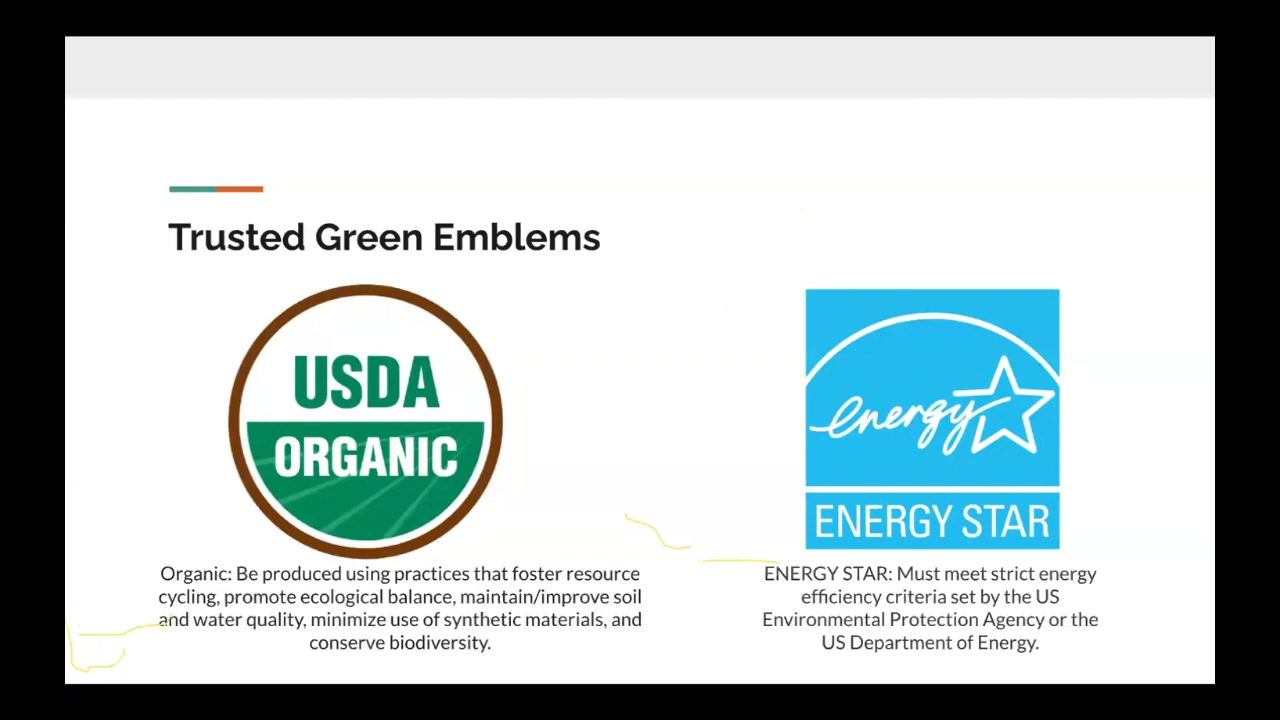 Trusted Green Emblems
USDA
ORGANIC
energy
ENERGY STAR
Organic: Be produced using practices that foster resource
cycling, promote ecological balance, maintain/improve soil
and water quality, minimize use of synthetic materials, and
conserve biodiversity.
ENERGY STAR: Must meet strict energy
efficiency criteria set by the US
Environmental Protection Agency or the
US Department of Energy.